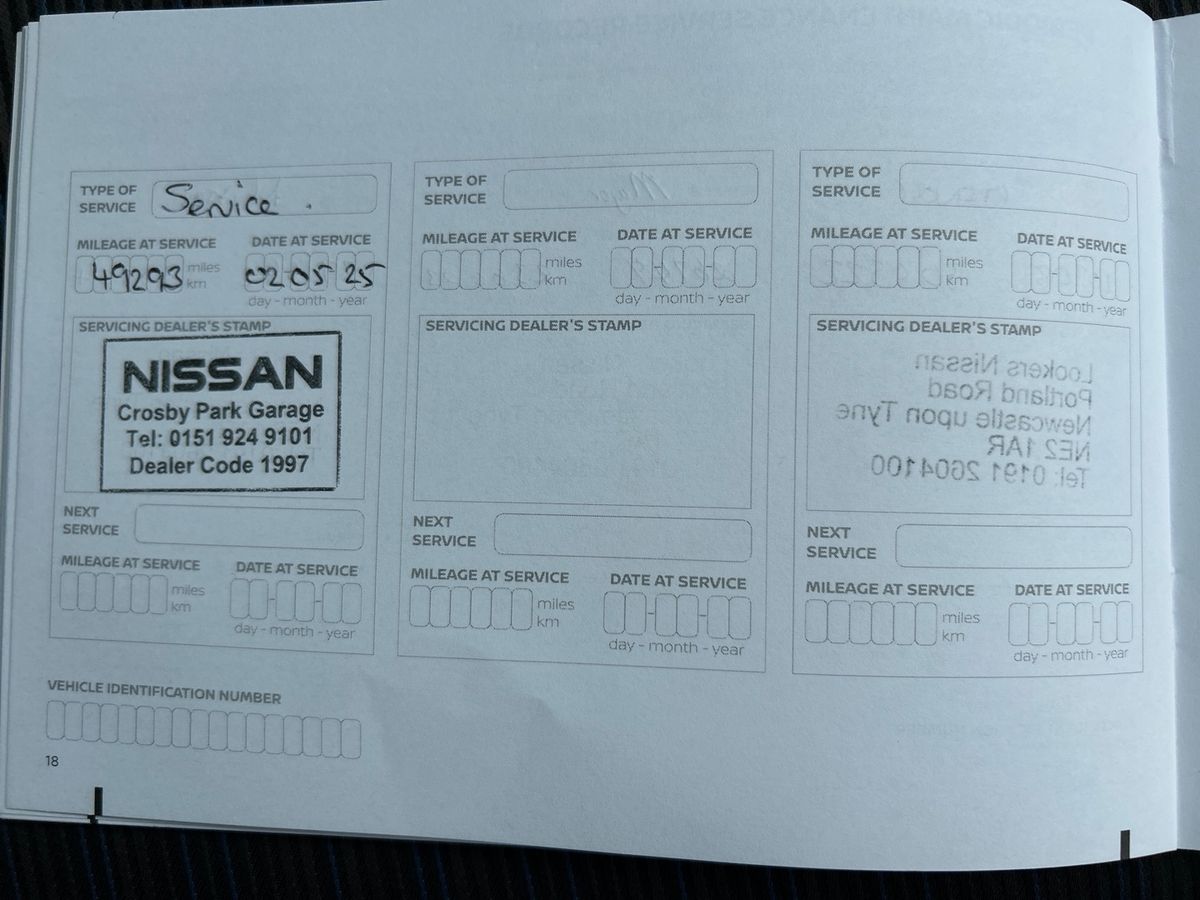 TYPE OF
SERVICE
Service .
MILEAGE AT SERVICE
49293
miles
km
DATE AT SERVICE
02 05 25
day - month - year
SERVICING DEALER'S STAMP
NISSAN
Crosby Park Garage
Tel: 0151 924 9101
Dealer Code 1997
NEXT
SERVICE
MILEAGE AT SERVICE
miles
km
DATE AT SERVICE
day - month - year
TYPE OF
SERVICE
MILEAGE AT SERVICE
miles
km
DATE AT SERVICE
day - month - year
SERVICING DEALER'S STAMP
NEXT
SERVICE
MILEAGE AT SERVICE
miles
km
DATE AT SERVICE
day - month - year
TYPE OF
SERVICE
MILEAGE AT SERVICE
miles
km
DATE AT SERVICE
day - month - year
SERVICING DEALER'S STAMP
Lookers Nissan
Portland Road
Newcastle upon Tyne
NE2 1AR
Tel: 0191 2604100
NEXT
SERVICE
MILEAGE AT SERVICE
miles
km
DATE AT SERVICE
day - month - year
VEHICLE IDENTIFICATION NUMBER
18